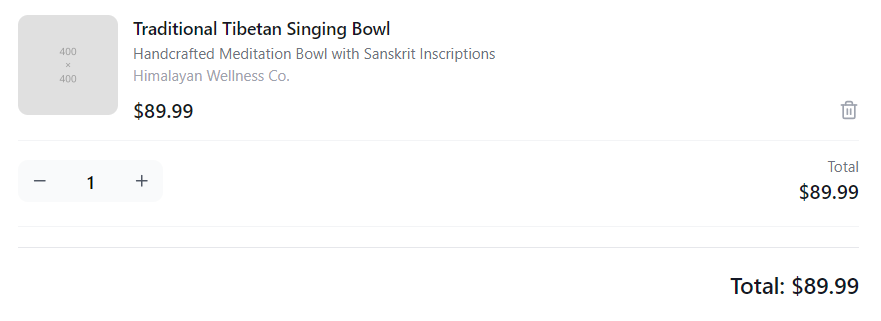 400
×
400
Traditional Tibetan Singing Bowl
Handcrafted Meditation Bowl with Sanskrit Inscriptions
Himalayan Wellness Co.
$89.99
− 1 +
Total
$89.99
Total: $89.99